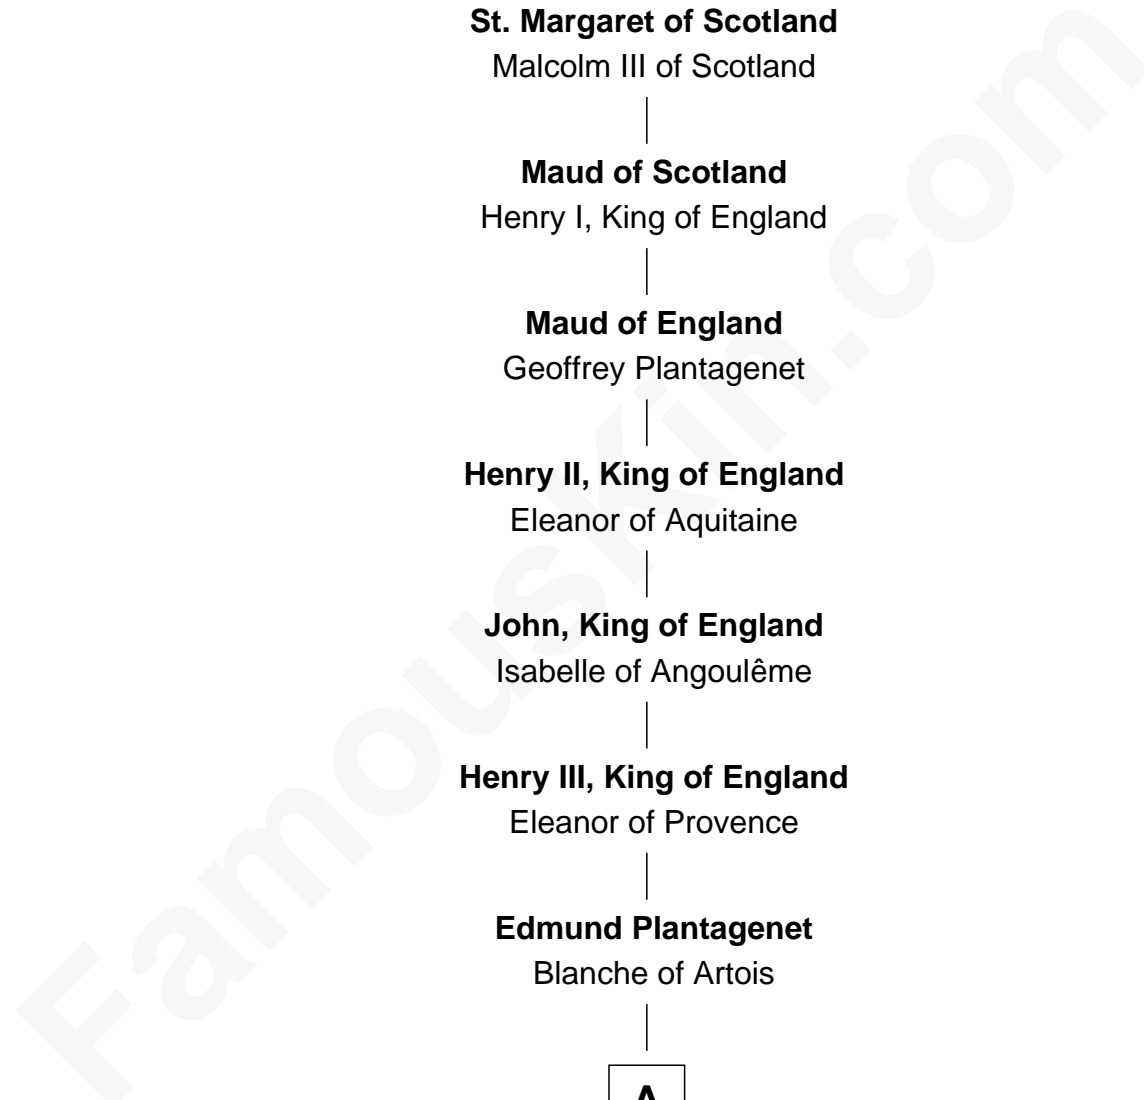 St. Margaret of Scotland
Malcolm III of Scotland
Maud of Scotland
Henry I, King of England
Maud of England
Geoffrey Plantagenet
Henry II, King of England
Eleanor of Aquitaine
John, King of England
Isabelle of Angoulême
Henry III, King of England
Eleanor of Provence
Edmund Plantagenet
Blanche of Artois
A
FamousKin.com